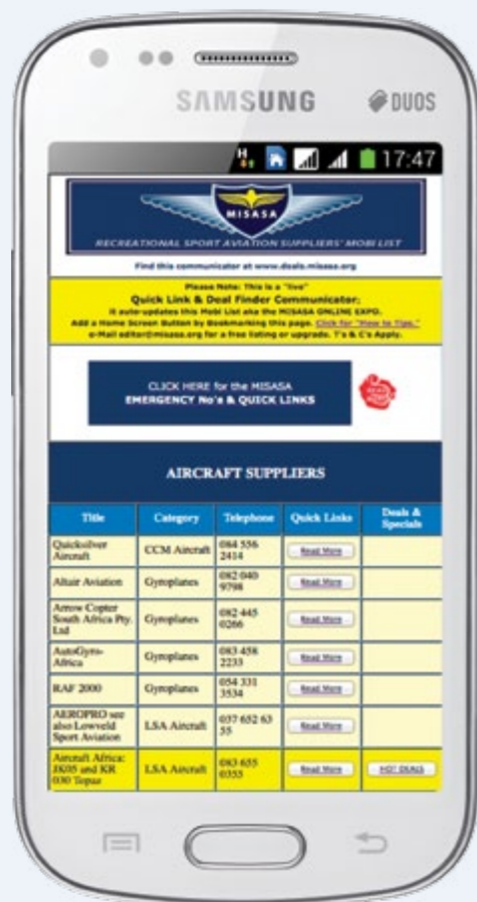 SAMSUNG DUOS
H 17:47
MISASA
RECREATIONAL SPORT AVIATION SUPPLIERS' MOBI LIST
Find this communicator at www.deals.misasa.org
Please Note: This is a "live"
Quick Link & Deal Finder Communicator;
it auto-updates this Mobi List aka the MISASA ONLINE EXPO.
Add a Home Screen Button by Bookmarking this page. Click for "How to Tips."
e-Mail editor@misasa.org for a free listing or upgrade. T's & C's Apply.
CLICK HERE for the MISASA
EMERGENCY No's & QUICK LINKS
AIRCRAFT SUPPLIERS
Title Category Telephone Quick Links Deals &
Specials
Quicksilver
Aircraft CCM Aircraft 084 556
2414 Read More
Altair Aviation Gyroplanes 082 040
9798 Read More
Arrow Copter
South Africa Pty.
Ltd Gyroplanes 082 445
0266 Read More
AutoGyro-
Africa Gyroplanes 083 458
2233 Read More
RAF 2000 Gyroplanes 054 331
3534 Read More
AEROPRO see
also Lowveld
Sport Aviation LSA Aircraft 037 652 63
55 Read More
Aircraft Africa:
JK05 and KR
030 Topaz LSA Aircraft 083 655
0353 Read More HOT DEALS